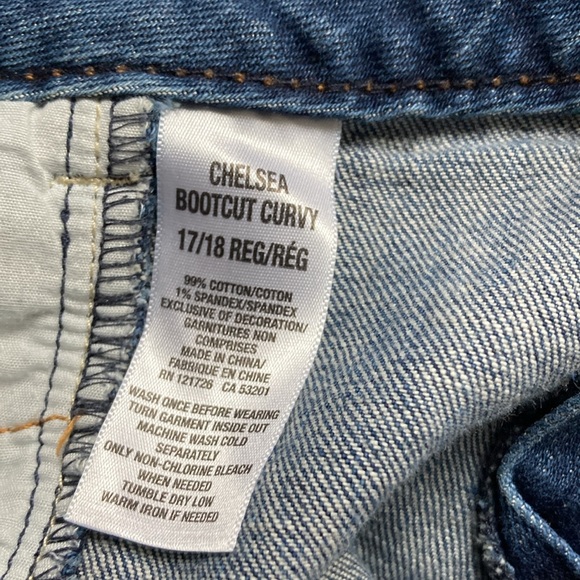 CHELSEA
BOOTCUT CURVY
17/18 REG/RÉG
99% COTTON/COTON
1% SPANDEX/SPANDEX
EXCLUSIVE OF DECORATION/
GARNITURES NON
COMPRISES
MADE IN CHINA/
FABRIQUE EN CHINE
RN 121726 CA 53201
WASH ONCE BEFORE WEARING
TURN GARMENT INSIDE OUT
MACHINE WASH COLD
SEPARATELY
ONLY NON-CHLORINE BLEACH
WHEN NEEDED
TUMBLE DRY LOW
WARM IRON IF NEEDED